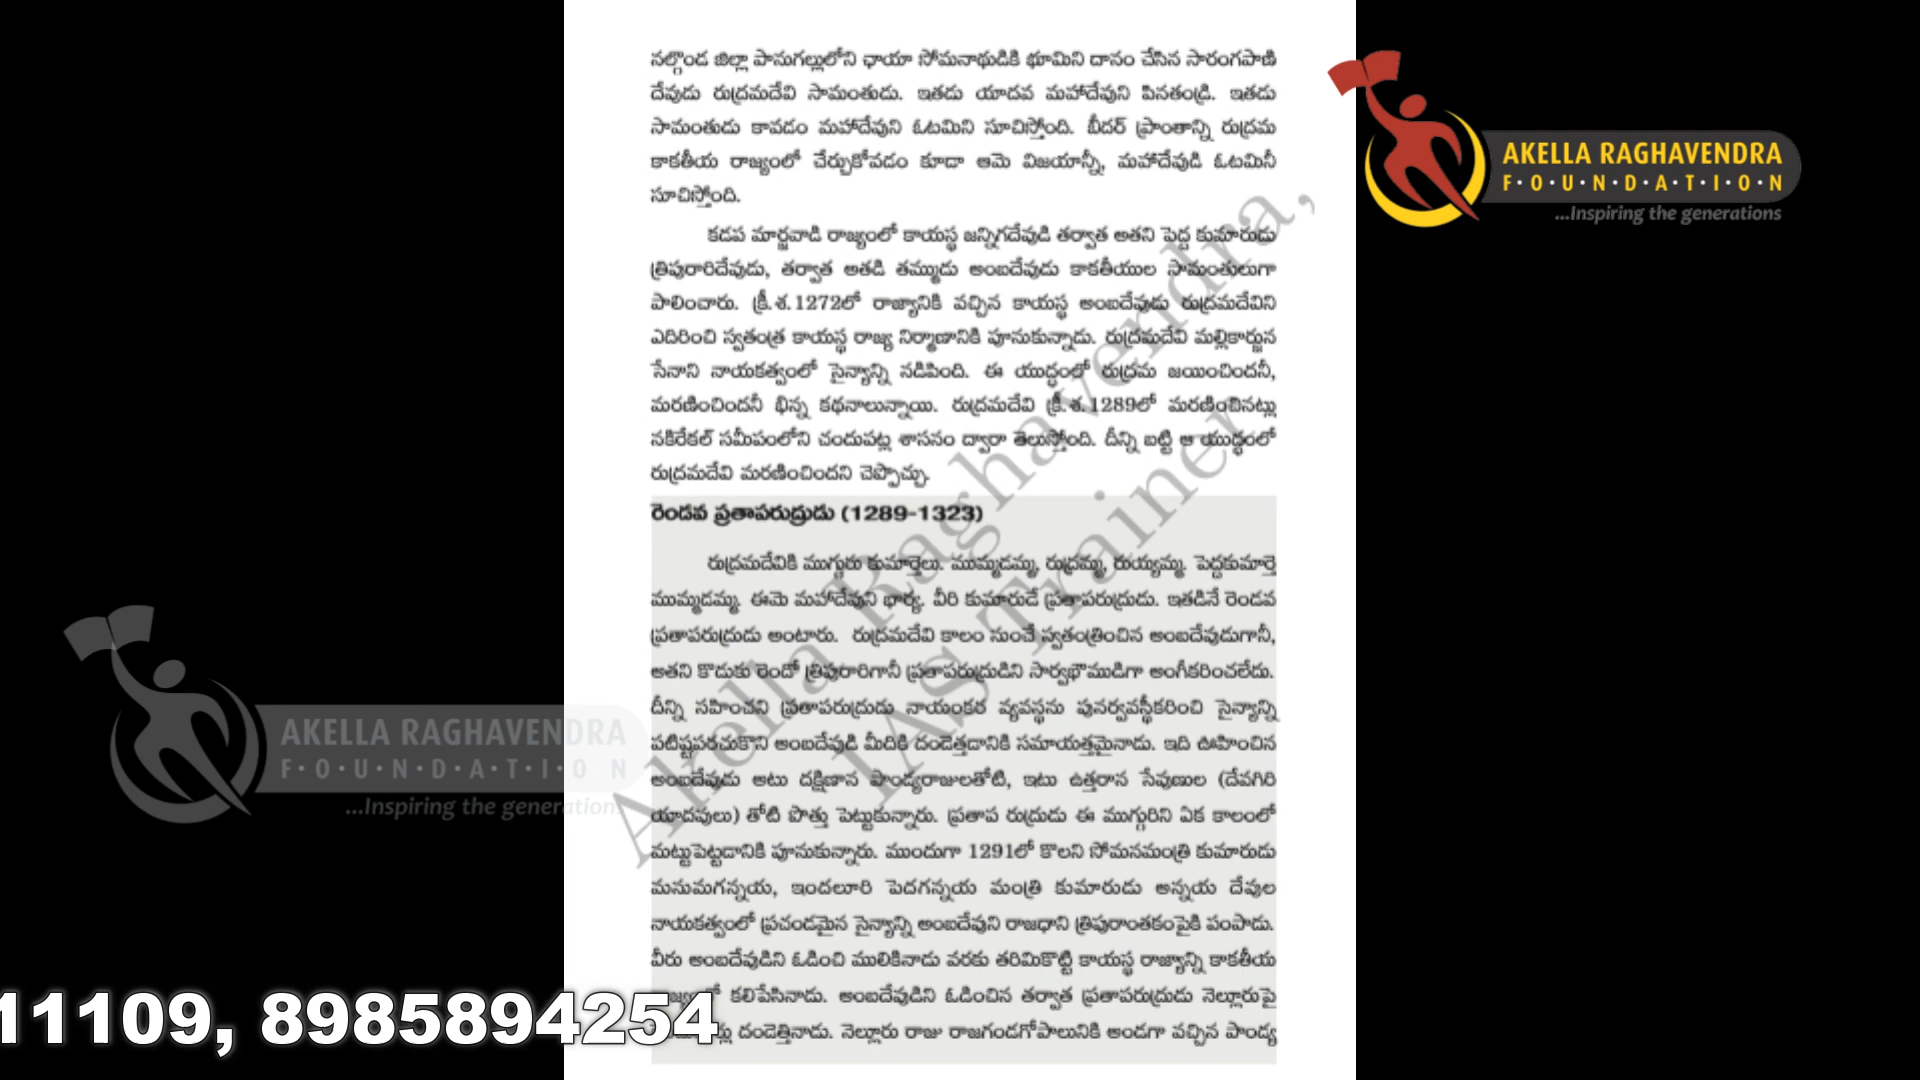 నల్గొండ జిల్లా పానుగల్లులోని ఛాయా సోమనాథుడికి భూమిని దానం చేసిన సారంగపాణి
దేవుడు రుద్రమదేవి సామంతుడు. ఇతడు యాదవ మహాదేవుని పినతండ్రి. ఇతడు
సామంతుడు కావడం మహాదేవుని ఓటమిని సూచిస్తోంది. బీదర్ ప్రాంతాన్ని రుద్రమ
కాకతీయ రాజ్యంలో చేర్చుకోవడం కూడా ఆమె విజయాన్నీ, మహాదేవుడి ఓటమినీ
సూచిస్తోంది.
కడప మార్జవాడి రాజ్యంలో కాయస్థ జన్నిగదేవుడి తర్వాత అతని పెద్ద కుమారుడు
త్రిపురారిదేవుడు, తర్వాత అతడి తమ్ముడు అంబదేవుడు కాకతీయుల సామంతులుగా
పాలించారు. క్రీ.శ.1272లో రాజ్యానికి వచ్చిన కాయస్థ అంబదేవుడు రుద్రమదేవిని
ఎదిరించి స్వతంత్ర కాయస్థ రాజ్య నిర్మాణానికి పూనుకున్నాడు. రుద్రమదేవి మల్లికార్జున
సేనాని నాయకత్వంలో సైన్యాన్ని నడిపింది. ఈ యుద్ధంలో రుద్రమ జయించిందనీ,
మరణించిందనీ భిన్న కథనాలున్నాయి. రుద్రమదేవి క్రీ.శ.1289లో మరణించినట్లు
నకిరేకల్ సమీపంలోని చందుపట్ల శాసనం ద్వారా తెలుస్తోంది. దీన్ని బట్టి ఆ యుద్ధంలో
రుద్రమదేవి మరణించిందని చెప్పొచ్చు.
రెండవ ప్రతాపరుద్రుడు (1289-1323)
రుద్రమదేవికి ముగ్గురు కుమార్తెలు. ముమ్మడమ్మ, రుద్రమ్మ, రుయ్యమ్మ. పెద్దకుమార్తె
ముమ్మడమ్మ. ఈమె మహాదేవుని భార్య. వీరి కుమారుడే ప్రతాపరుద్రుడు. ఇతడినే రెండవ
ప్రతాపరుద్రుడు అంటారు. రుద్రమదేవి కాలం నుంచే స్వతంత్రించిన అంబదేవుడుగానీ,
అతని కొడుకు రెండో త్రిపురారిగానీ ప్రతాపరుద్రుడిని సార్వభౌముడిగా అంగీకరించలేదు.
దీన్ని సహించని ప్రతాపరుద్రుడు నాయంకర వ్యవస్థను పునర్వవస్థీకరించి సైన్యాన్ని
పటిష్టపరచుకొని అంబదేవుడి మీదికి దండెత్తడానికి సమాయత్తమైనాడు. ఇది ఊహించిన
అంబదేవుడు అటు దక్షిణాన పాండ్యరాజులతోటి, ఇటు ఉత్తరాన సేవుణుల (దేవగిరి
యాదవులు) తోటి పొత్తు పెట్టుకున్నారు. ప్రతాప రుద్రుడు ఈ ముగ్గురిని ఏక కాలంలో
మట్టుపెట్టడానికి పూనుకున్నారు. ముందుగా 1291లో కొలని సోమనమంత్రి కుమారుడు
మనుమగన్నయ, ఇందలూరి పెదగన్నయ మంత్రి కుమారుడు అన్నయ దేవుల
నాయకత్వంలో ప్రచండమైన సైన్యాన్ని అంబదేవుని రాజధాని త్రిపురాంతకంపైకి పంపాడు.
వీరు అంబదేవుడిని ఓడించి ములికినాడు వరకు తరిమికొట్టి కాయస్థ రాజ్యాన్ని కాకతీయ
కలిపేసినాడు. అంబదేవుడిని ఓడించిన తర్వాత ప్రతాపరుద్రుడు నెల్లూరుపై
దండెత్తినాడు. నెల్లూరు రాజు రాజగండగోపాలునికి అండగా వచ్చిన పాండ్య
Akella Raghavendra,
IAS Trainer
AKELLA RAGHAVENDRA
F·O·U·N·D·A·T·I·O·N
...Inspiring the generations
AKELLA RAGHAVENDRA
F·O·U·N·D·A·T·I·O·N
...Inspiring the generations
11109, 8985894254